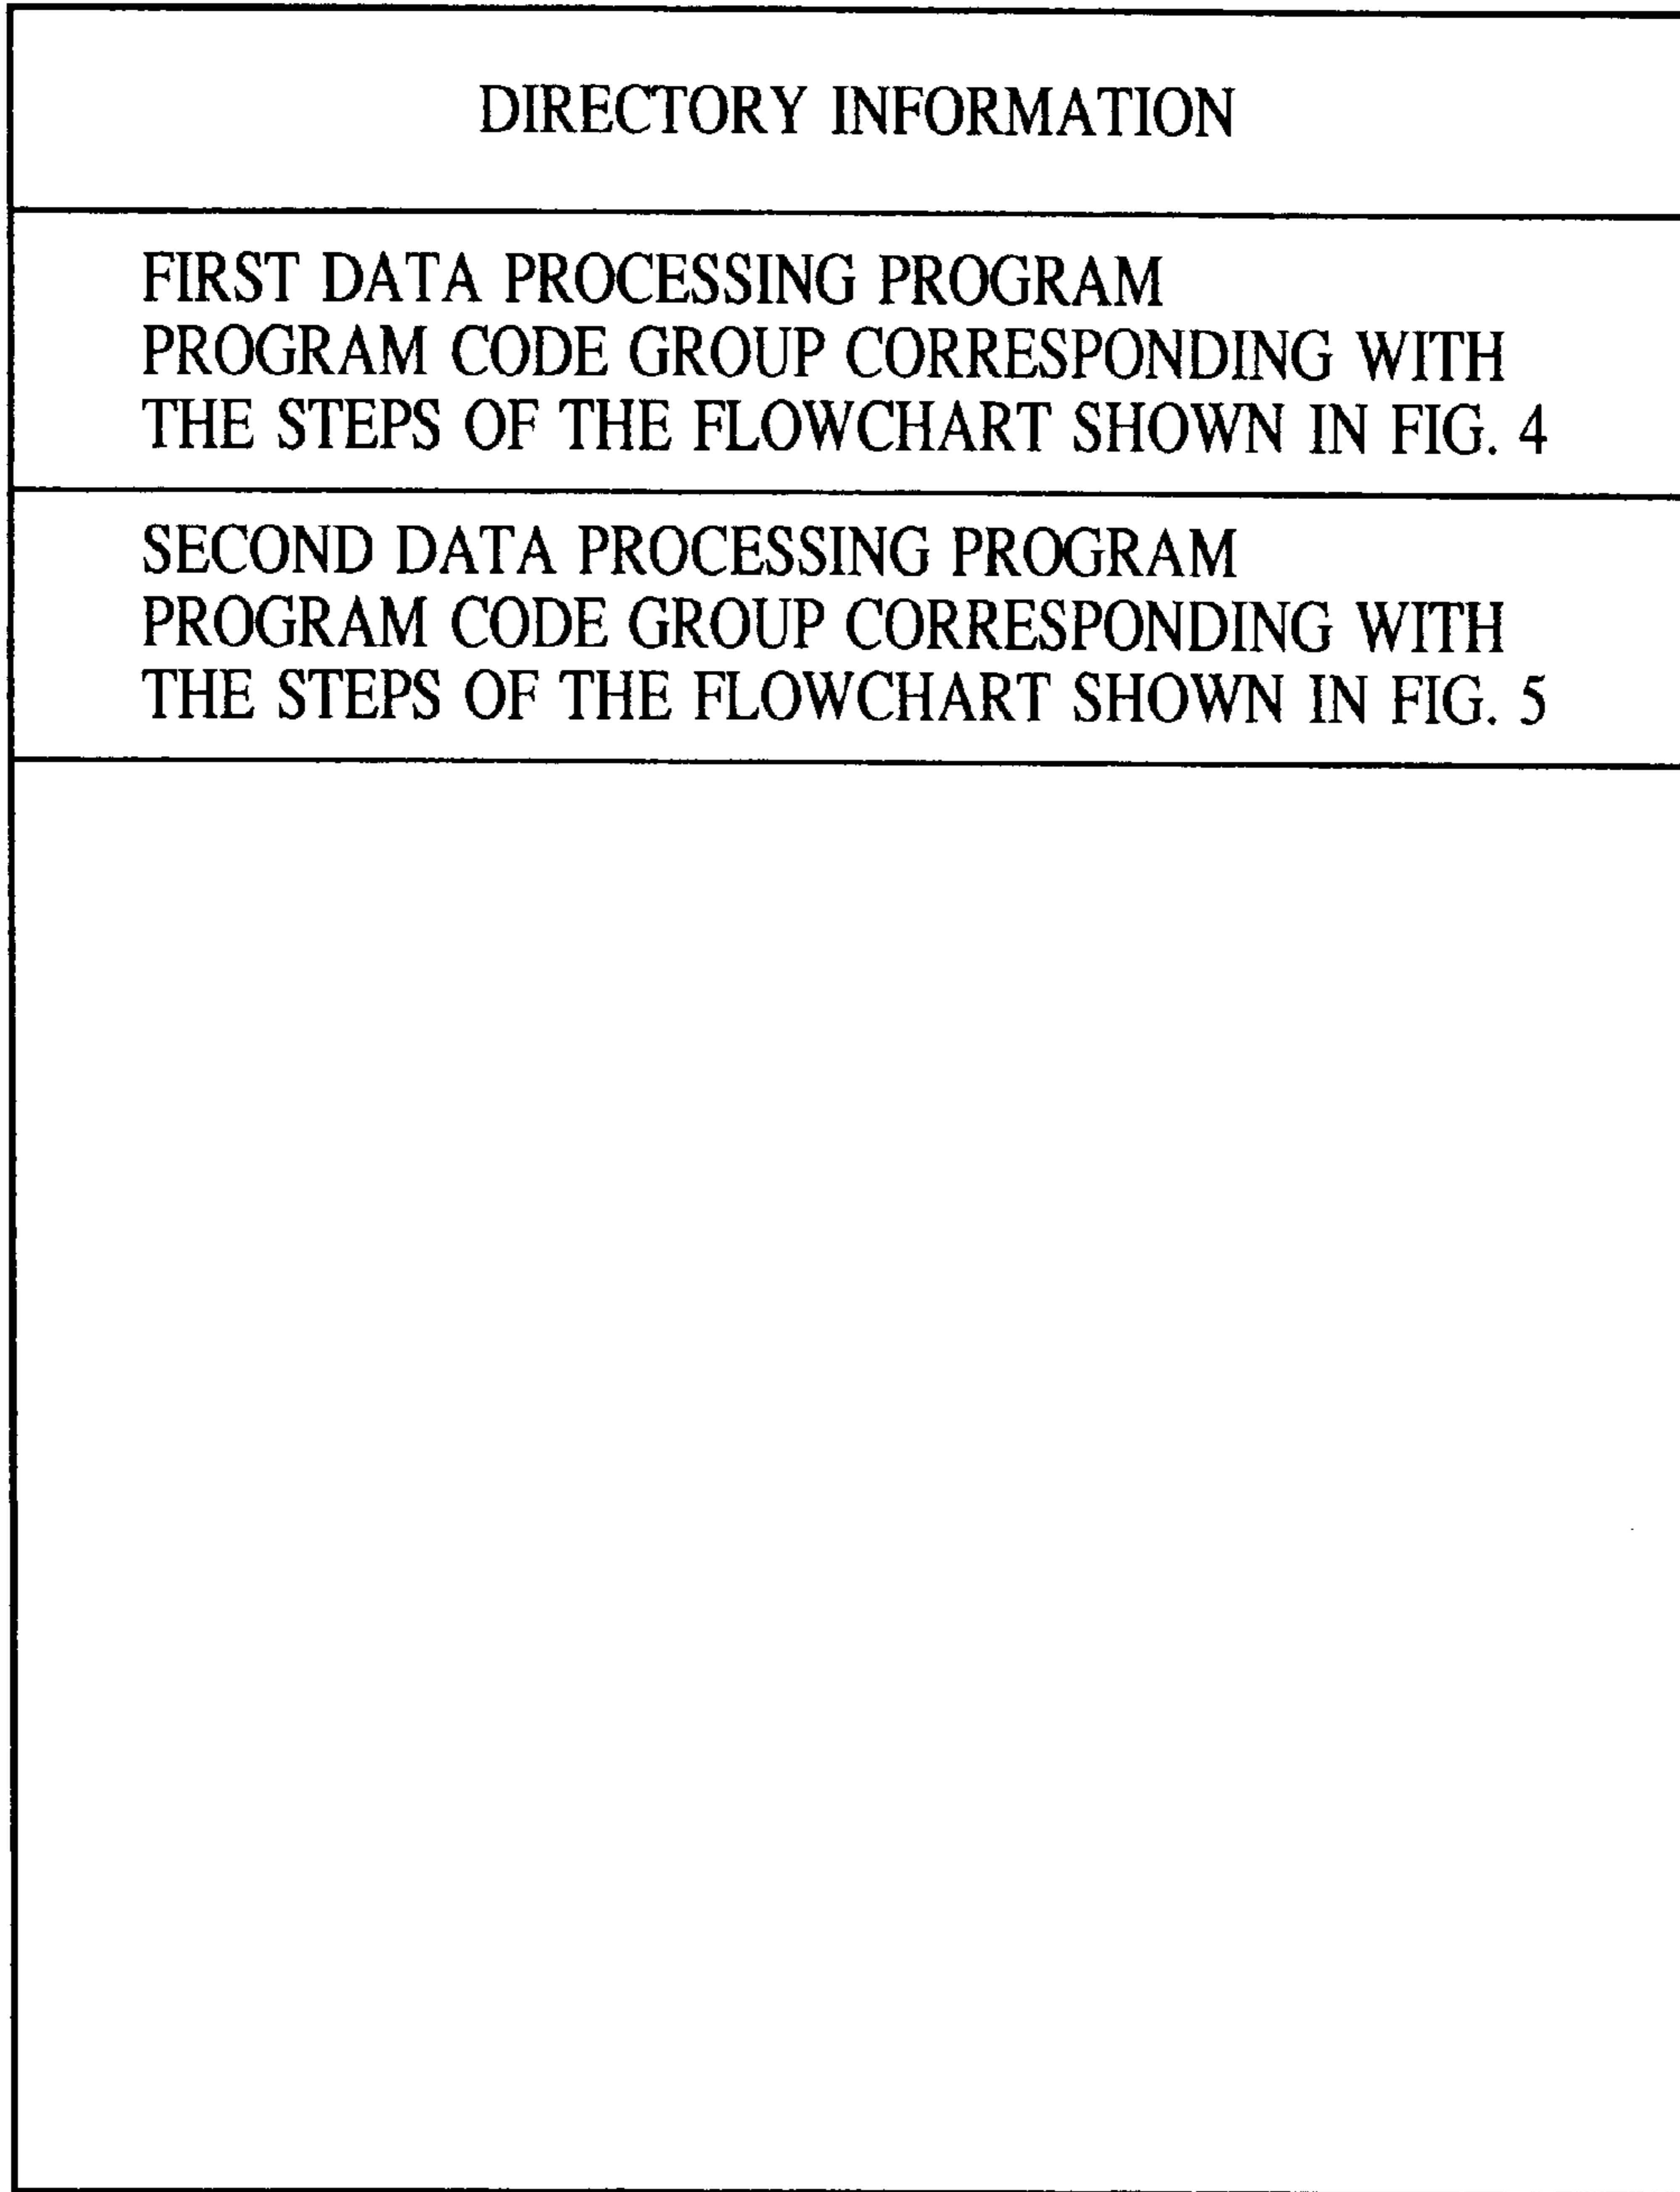 DIRECTORY INFORMATION
FIRST DATA PROCESSING PROGRAM
PROGRAM CODE GROUP CORRESPONDING WITH
THE STEPS OF THE FLOWCHART SHOWN IN FIG. 4
SECOND DATA PROCESSING PROGRAM
PROGRAM CODE GROUP CORRESPONDING WITH
THE STEPS OF THE FLOWCHART SHOWN IN FIG. 5